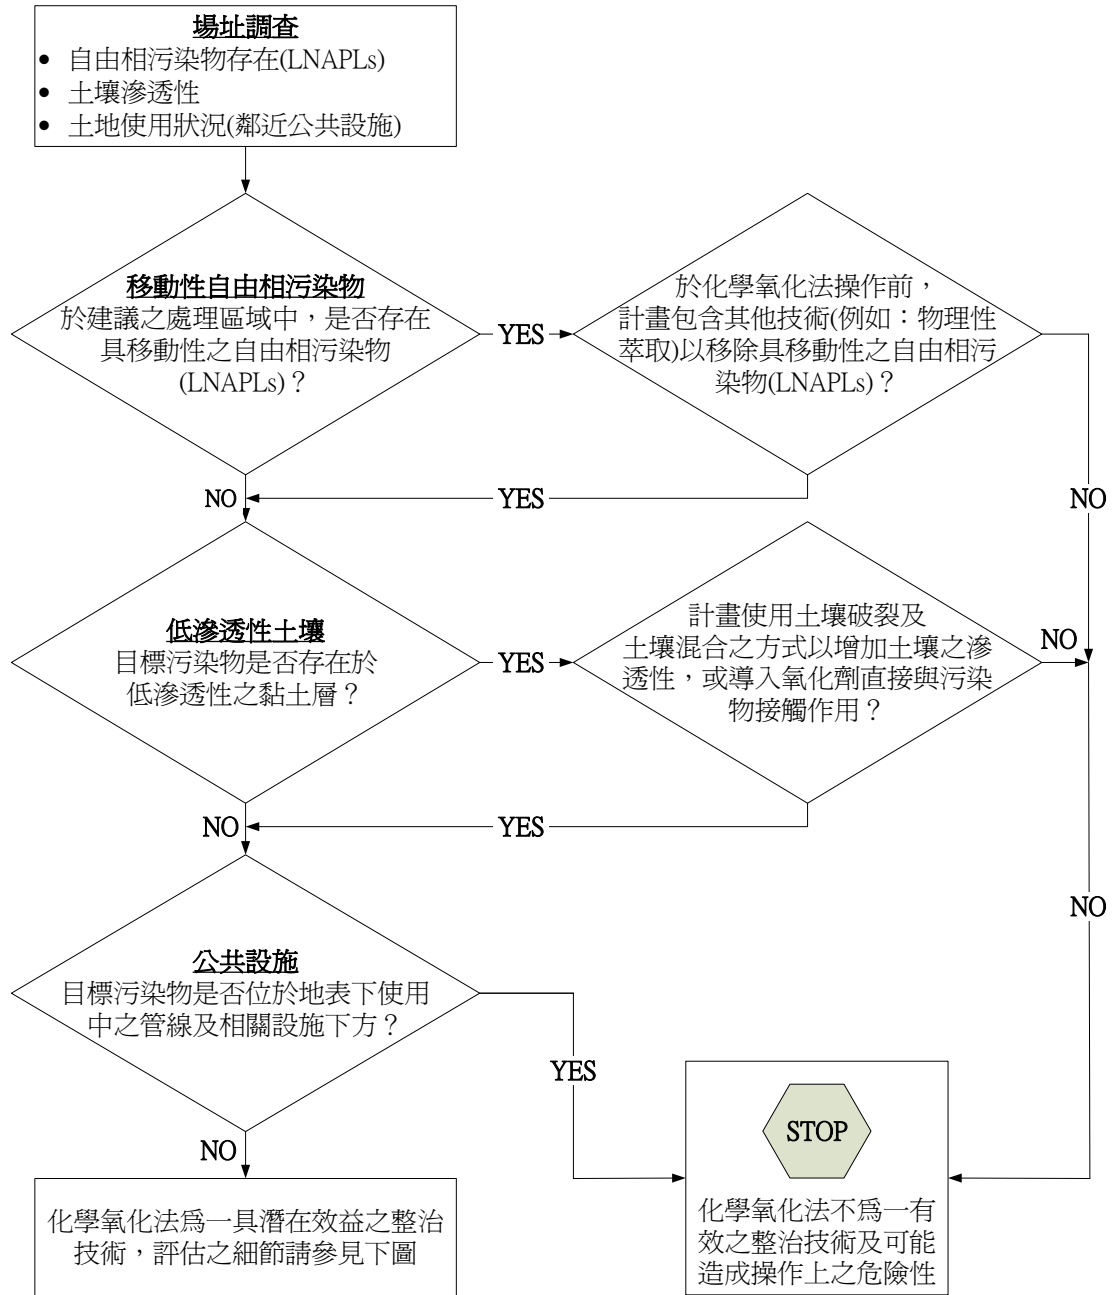 場址調查
• 自由相污染物存在(LNAPLs)
• 土壤滲透性
• 土地使用狀況(鄰近公共設施)
移動性自由相污染物
於建議之處理區域中，是否存在
具移動性之自由相污染物
(LNAPLs)？
YES
於化學氧化法操作前，
計畫包含其他技術(例如：物理性
萃取)以移除具移動性之自由相污
染物(LNAPLs)？
NO
YES
NO
低滲透性土壤
目標污染物是否存在於
低滲透性之黏土層？
YES
計畫使用土壤破裂及
土壤混合之方式以增加土壤之滲
透性，或導入氧化劑直接與污染
物接觸作用？
NO
NO
YES
NO
公共設施
目標污染物是否位於地表下使用
中之管線及相關設施下方？
YES
NO
化學氧化法為一具潛在效益之整治
技術，評估之細節請參見下圖
STOP
化學氧化法不為一有
效之整治技術及可能
造成操作上之危險性